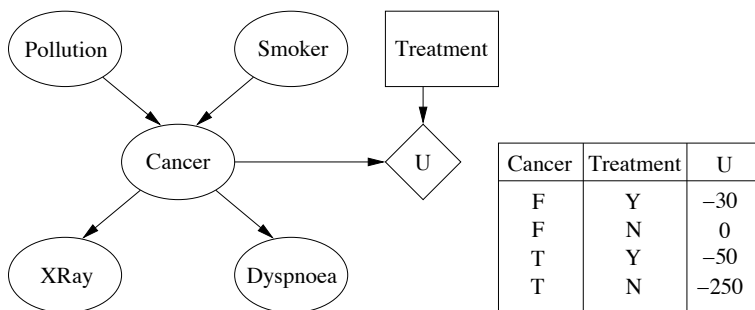 Pollution
Smoker
Treatment
Cancer
U
XRay
Dyspnoea
Cancer Treatment U
F Y −30
F N 0
T Y −50
T N −250